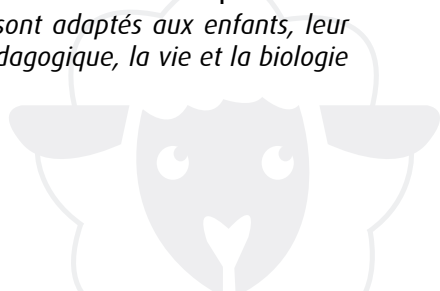 sont adaptés aux enfants, leur
dagogique, la vie et la biologie